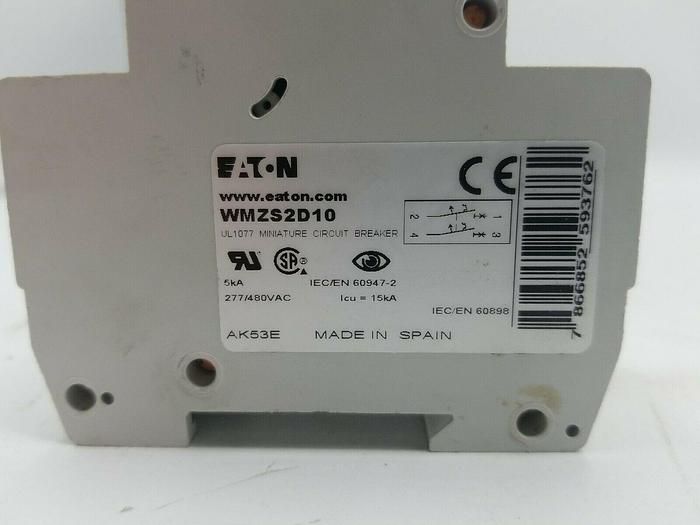 EATON
www.eaton.com
WMZS2D10
UL1077 MINIATURE CIRCUIT BREAKER
2 1
4 3
CE
5kA IEC/EN 60947-2
277/480VAC Icu = 15kA
IEC/EN 60898
AK53E MADE IN SPAIN
7 866852 593762